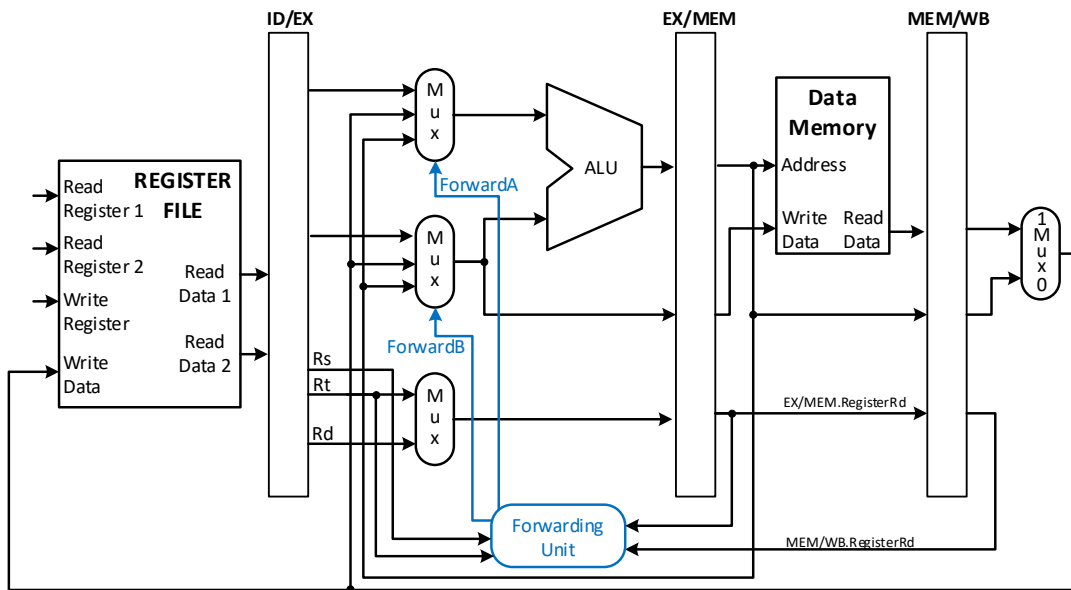 ID/EX
EX/MEM
MEM/WB
REGISTER
FILE
Read
Register 1
Read
Register 2
Write
Register
Write
Data
Read
Data 1
Read
Data 2
M
u
x
ForwardA
M
u
x
ForwardB
Rs
Rt
Rd
M
u
x
ALU
Data
Memory
Address
Write
Data
Read
Data
1
M
u
x
0
EX/MEM.RegisterRd
Forwarding
Unit
MEM/WB.RegisterRd